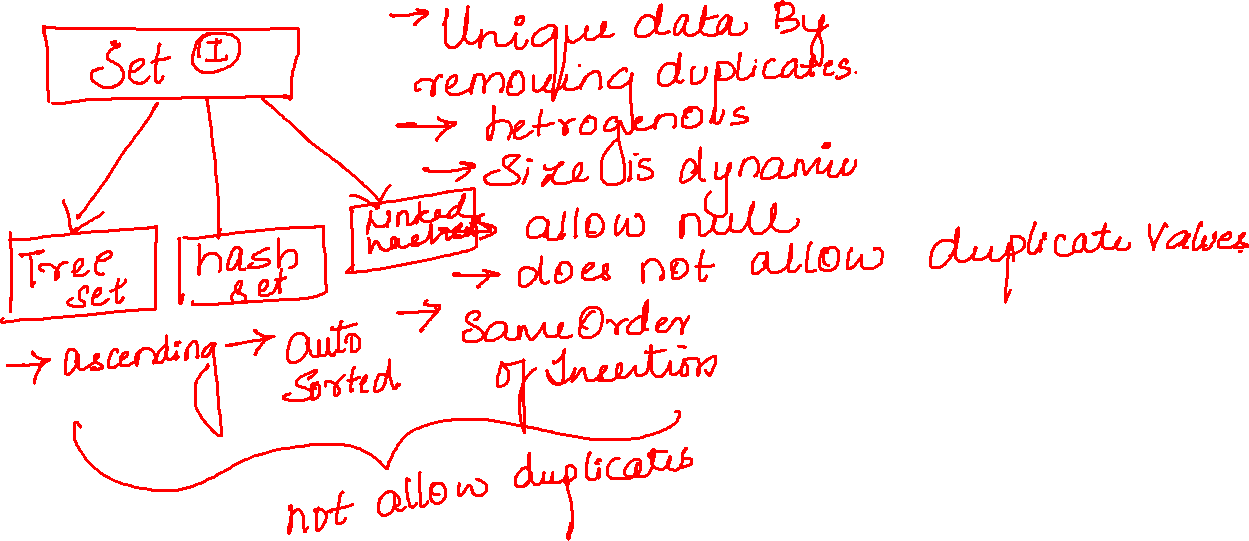 Set I
→ Unique data By
removing duplicates.
→ hetrogenous
→ Size is dynamic
→ allow null
→ does not allow duplicate values
Linked
Tree
set
hash
set
→ ascending
→ auto
sorted
→ Same Order
of Insertion
not allow duplicates